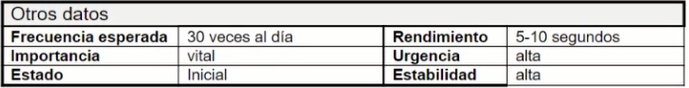 Otros datos
Frecuencia esperada 30 veces al día Rendimiento 5-10 segundos
Importancia vital Urgencia alta
Estado Inicial Estabilidad alta